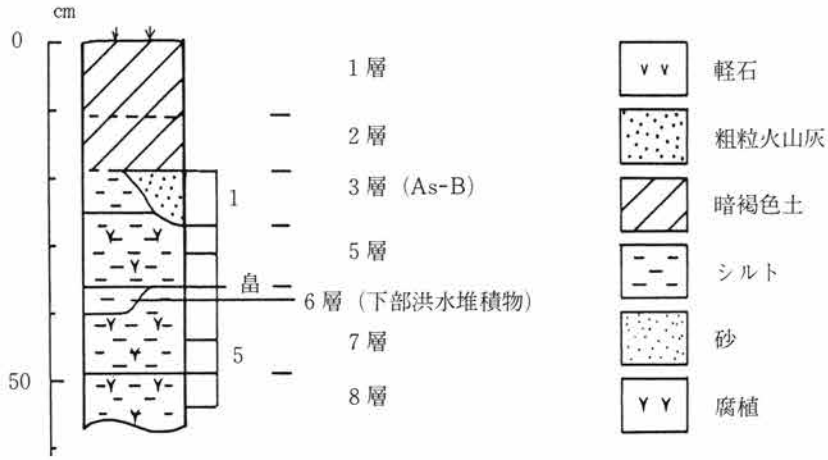 cm
0
50
1層
2層
3層 (As-B)
5層
畠
6層 (下部洪水堆積物)
7層
8層
1
5
軽石
粗粒火山灰
暗褐色土
シルト
砂
腐植